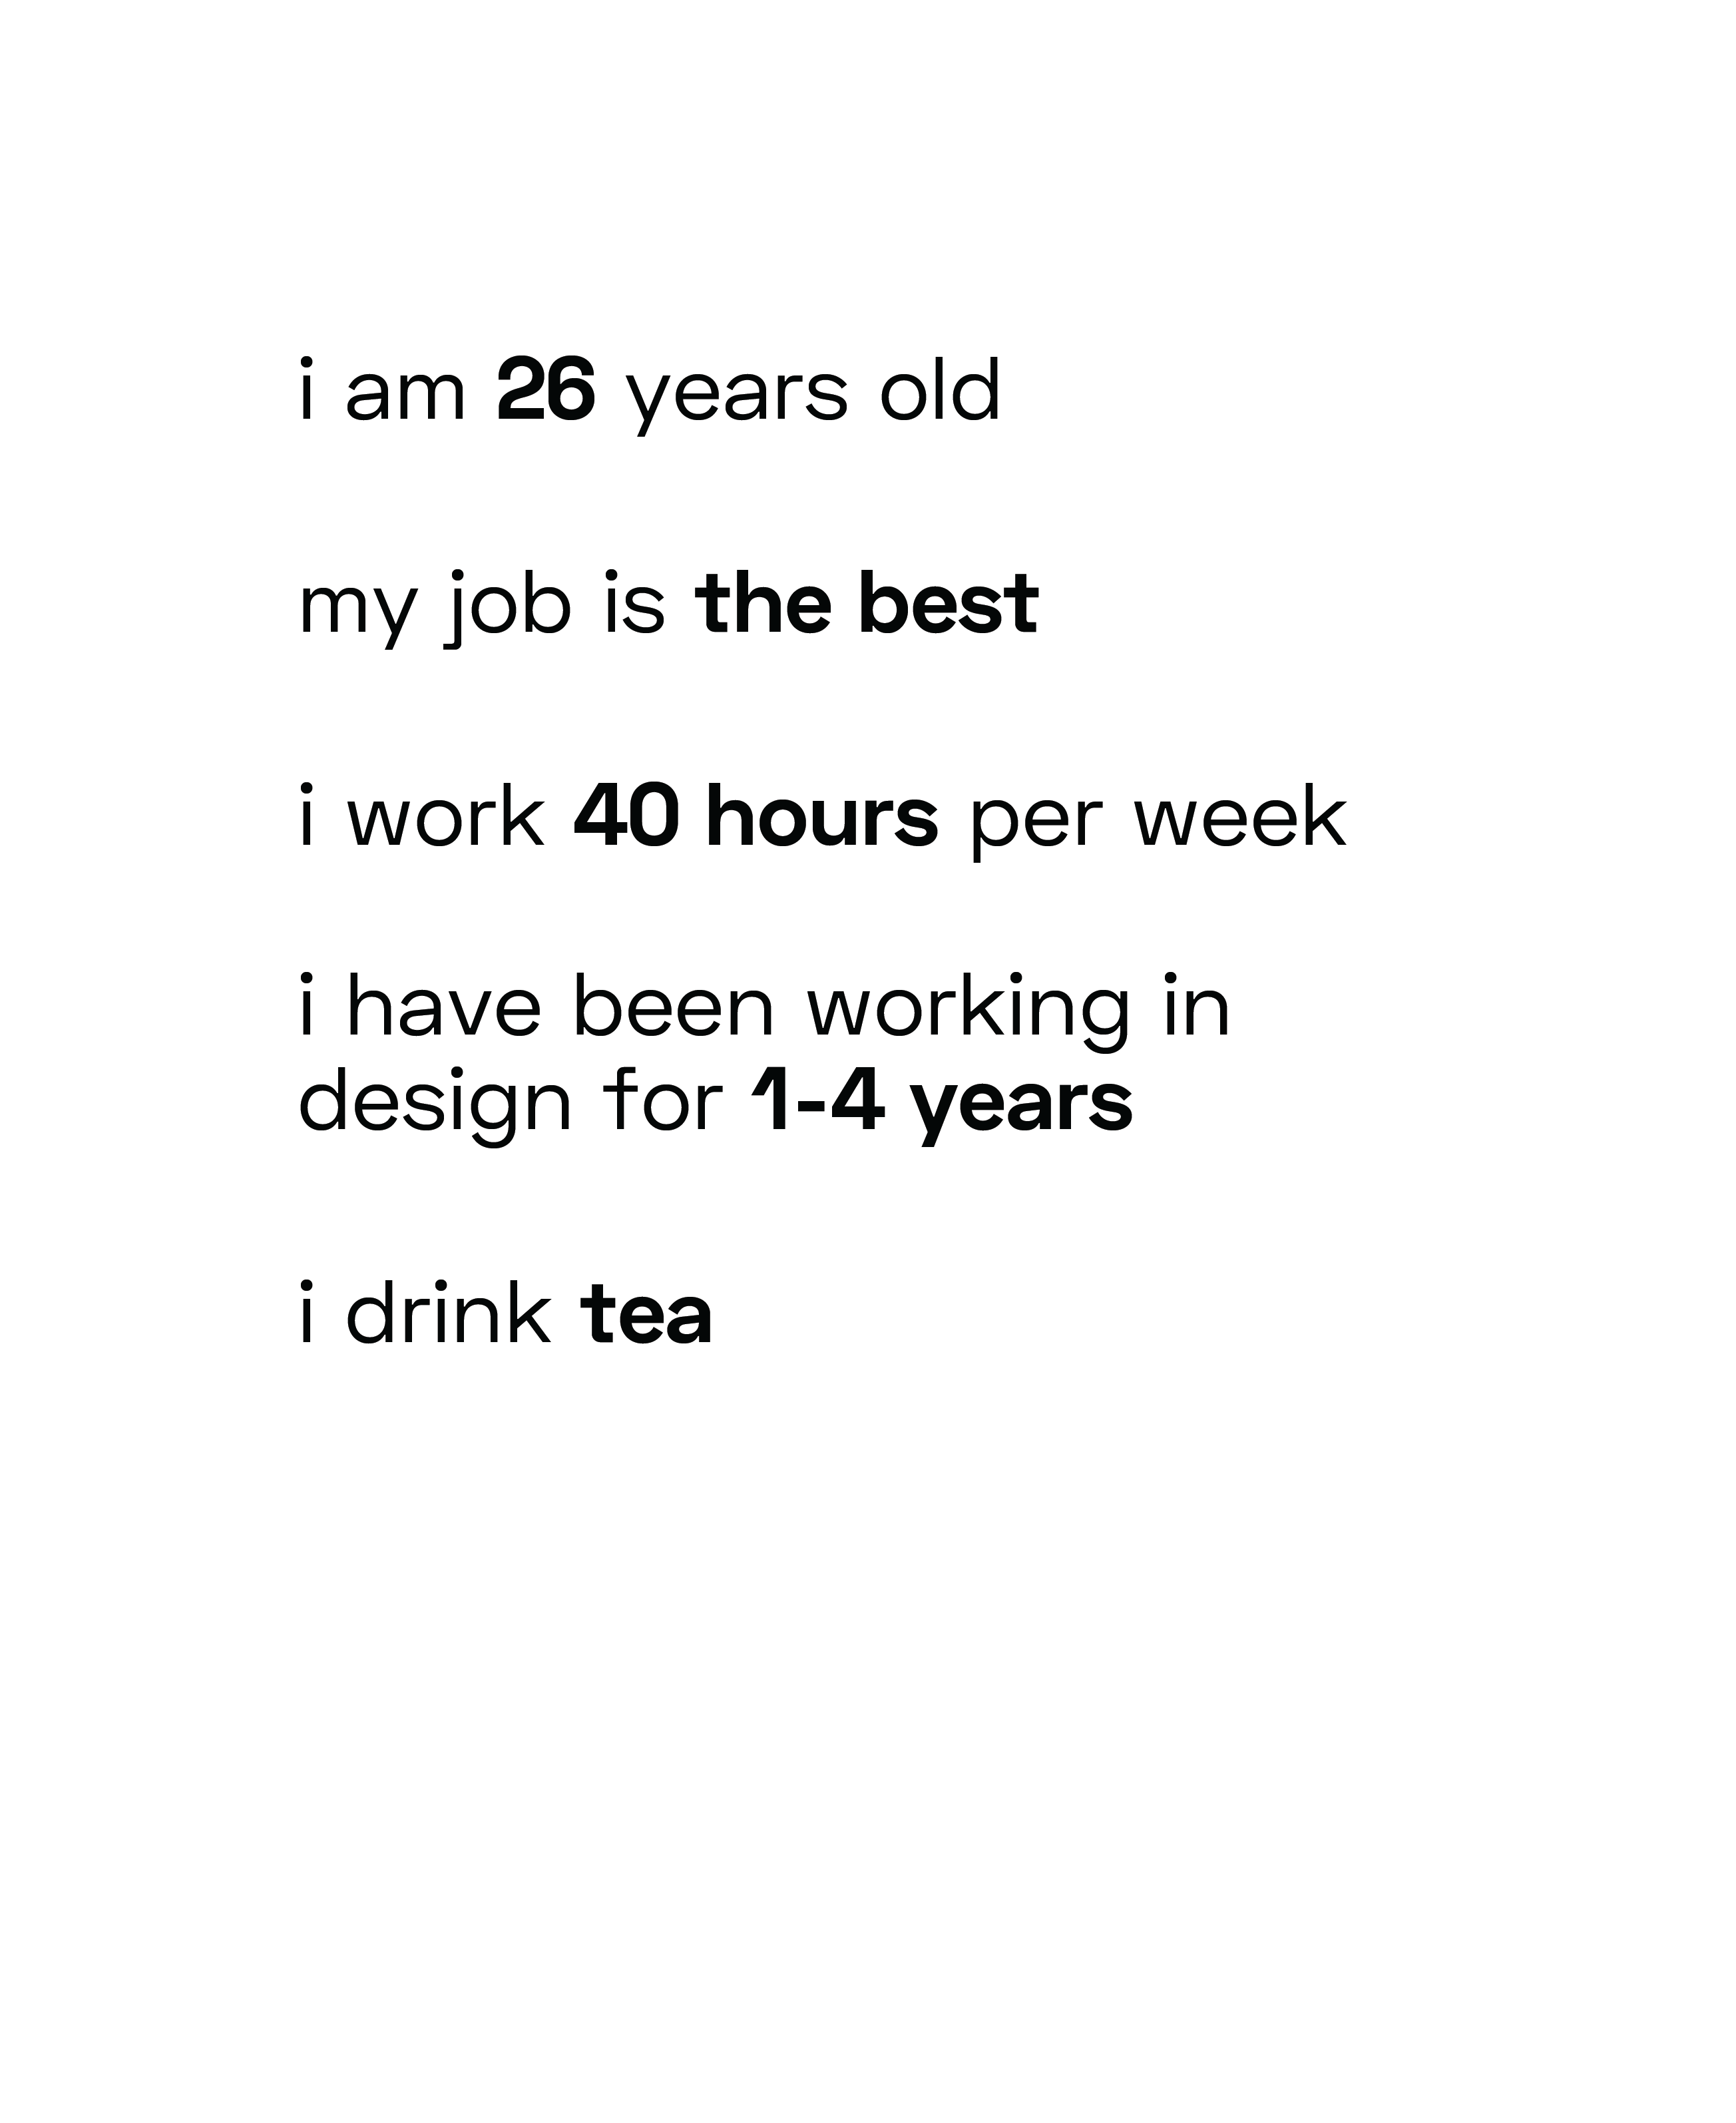 i am 26 years old
my job is the best
i work 40 hours per week
i have been working in
design for 1-4 years
i drink tea